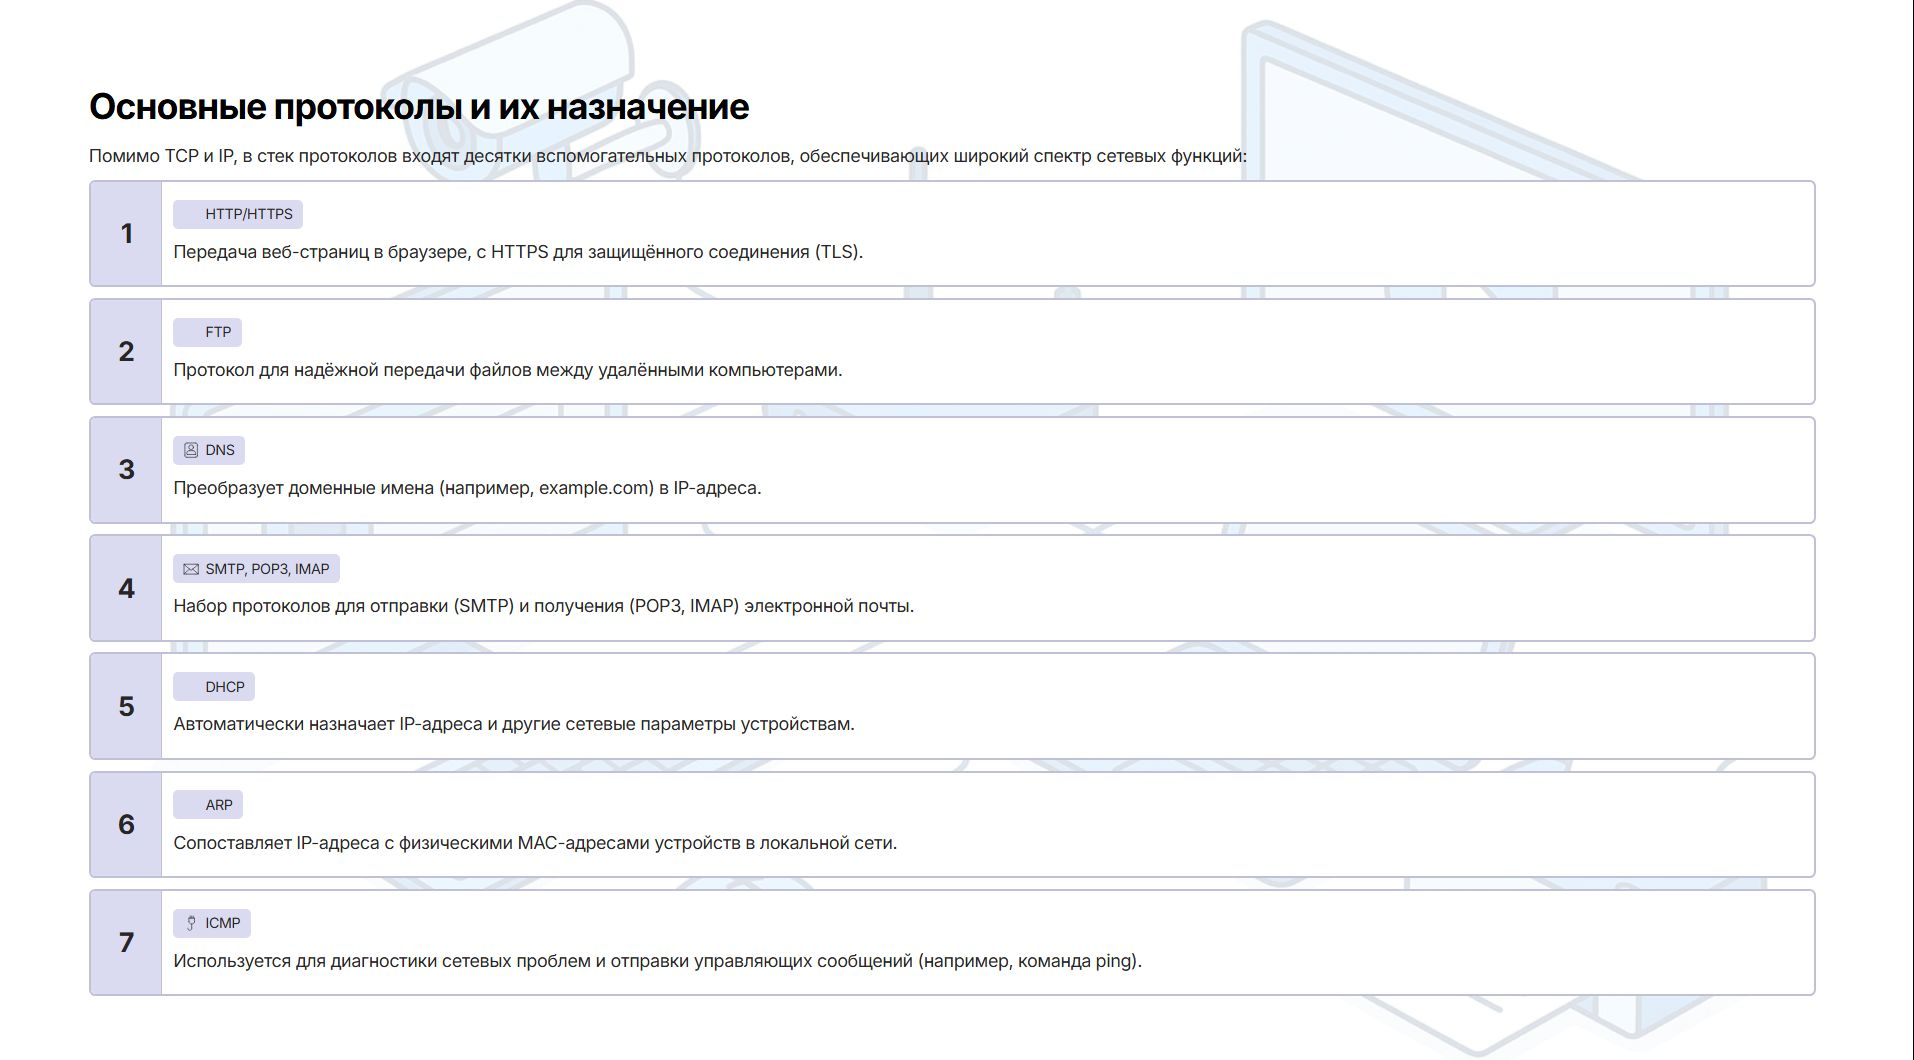 Основные протоколы и их назначение
Помимо TCP и IP, в стек протоколов входят десятки вспомогательных протоколов, обеспечивающих широкий спектр сетевых функций:
1
HTTP/HTTPS
Передача веб-страниц в браузере, с HTTPS для защищённого соединения (TLS).
2
FTP
Протокол для надёжной передачи файлов между удалёнными компьютерами.
3
DNS
Преобразует доменные имена (например, example.com) в IP-адреса.
4
SMTP, POP3, IMAP
Набор протоколов для отправки (SMTP) и получения (POP3, IMAP) электронной почты.
5
DHCP
Автоматически назначает IP-адреса и другие сетевые параметры устройствам.
6
ARP
Сопоставляет IP-адреса с физическими MAC-адресами устройств в локальной сети.
7
ICMP
Используется для диагностики сетевых проблем и отправки управляющих сообщений (например, команда ping).